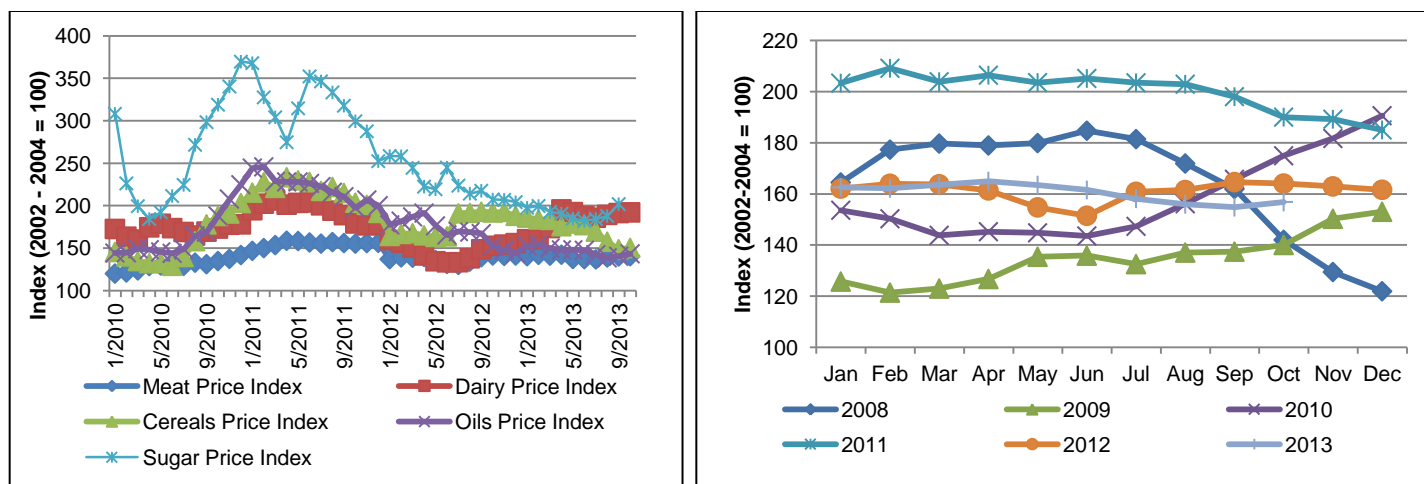 400
350
300
250
200
150
100
Index (2002 - 2004 = 100)
1/2010
5/2010
9/2010
1/2011
5/2011
9/2011
1/2012
5/2012
9/2012
1/2013
5/2013
9/2013
Meat Price Index
Dairy Price Index
Cereals Price Index
Oils Price Index
Sugar Price Index
220
200
180
160
140
120
100
Index (2002-2004 = 100)
Jan Feb Mar Apr May Jun Jul Aug Sep Oct Nov Dec
2008 2009 2010
2011 2012 2013